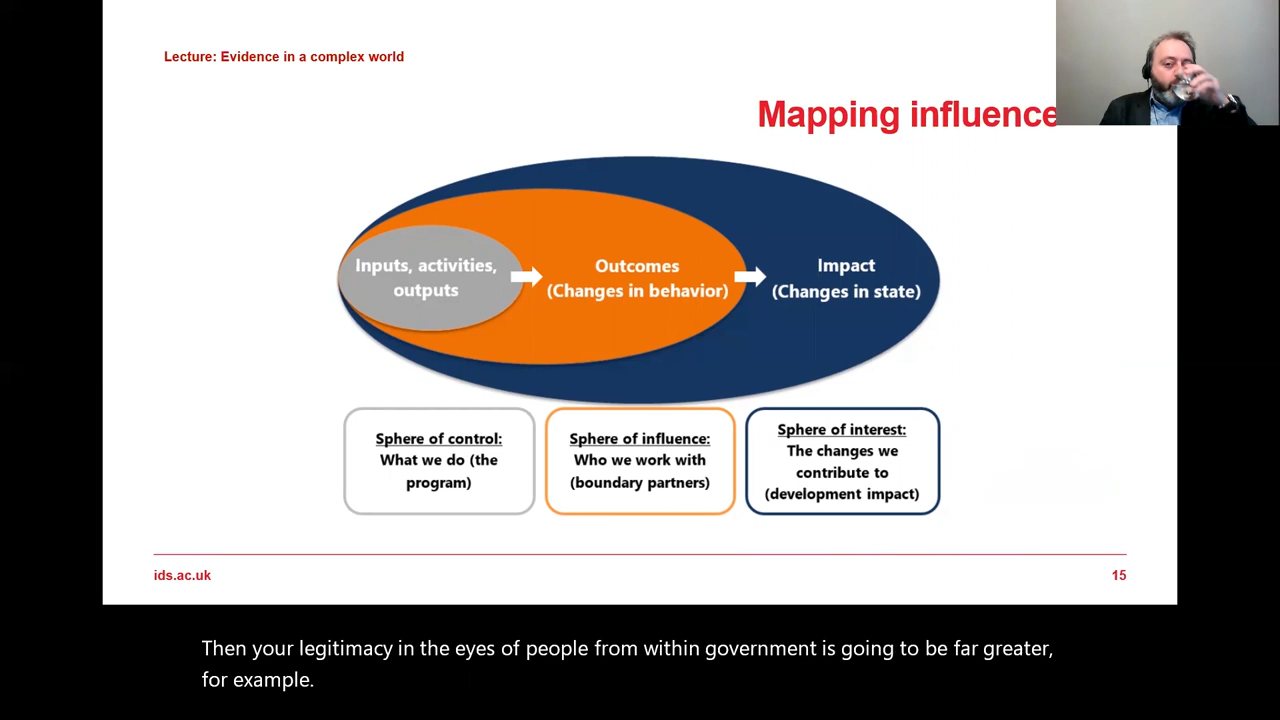 Lecture: Evidence in a complex world
Mapping influence
Inputs, activities,
outputs
Outcomes
(Changes in behavior)
Impact
(Changes in state)
Sphere of control:
What we do (the
program)
Sphere of influence:
Who we work with
(boundary partners)
Sphere of interest:
The changes we
contribute to
(development impact)
ids.ac.uk
15
Then your legitimacy in the eyes of people from within government is going to be far greater,
for example.